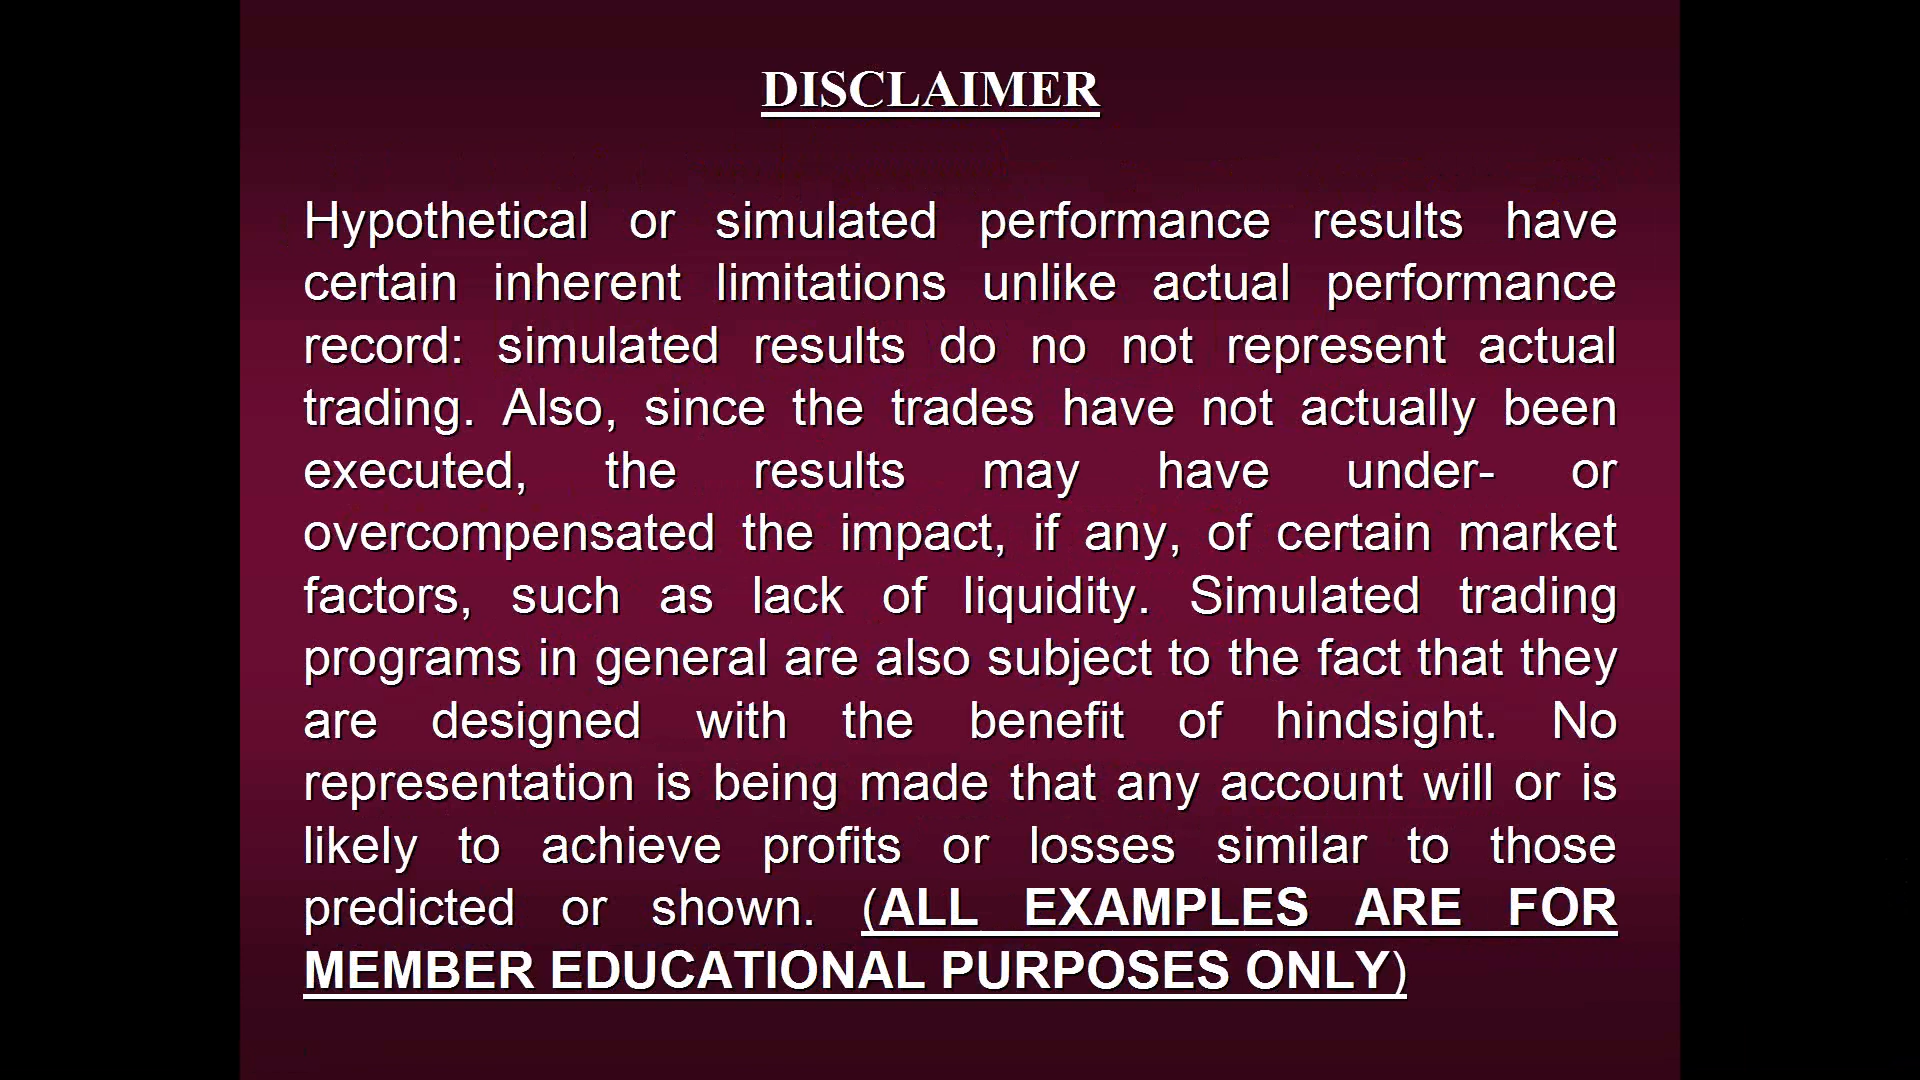 DISCLAIMER
Hypothetical or simulated performance results have
certain inherent limitations unlike actual performance
record: simulated results do no not represent actual
trading. Also, since the trades have not actually been
executed, the results may have under- or
overcompensated the impact, if any, of certain market
factors, such as lack of liquidity. Simulated trading
programs in general are also subject to the fact that they
are designed with the benefit of hindsight. No
representation is being made that any account will or is
likely to achieve profits or losses similar to those
predicted or shown. (ALL EXAMPLES ARE FOR
MEMBER EDUCATIONAL PURPOSES ONLY)